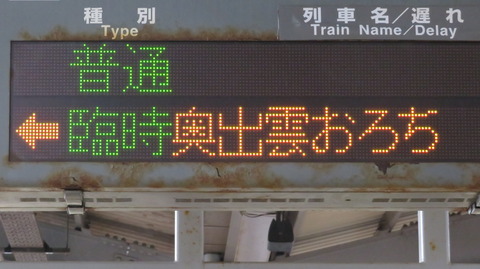 種別 列車名/遅れ
Type Train Name/Delay
普通
← 臨時 奥出雲おろち